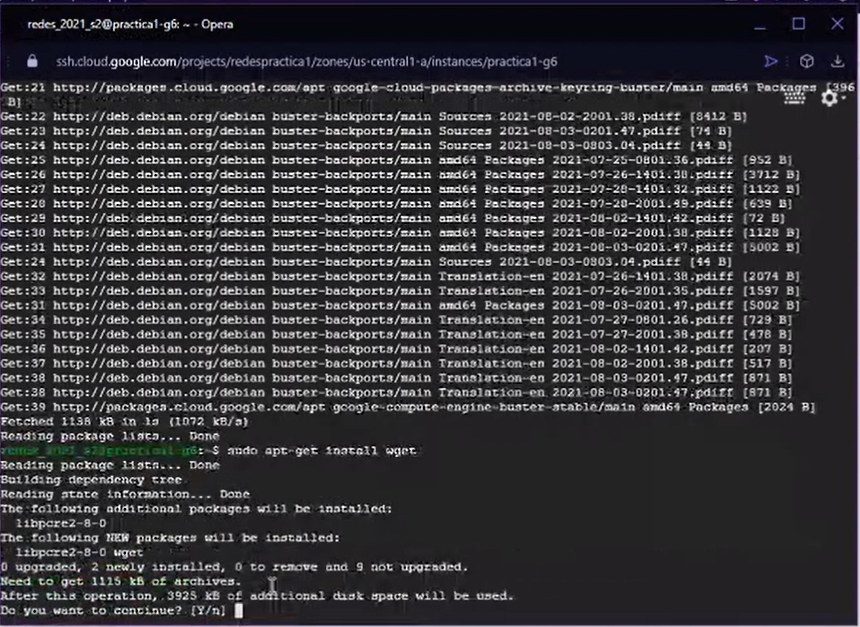 redes_2021_s2@practica1-g6: ~ - Opera
ssh.cloud.google.com/projects/redespractica1/zones/us-central1-a/instances/practica1-g6
Get:21 http://packages.cloud.google.com/apt google-cloud-packages-archive-keyring-buster/main amd64 Packages [396
B]
Get:22 http://deb.debian.org/debian buster-backports/main Sources 2021-08-02-2001.38.pdiff [8412 B]
Get:23 http://deb.debian.org/debian buster-backports/main Sources 2021-08-03-0201.47.pdiff [74 B]
Get:24 http://deb.debian.org/debian buster-backports/main Sources 2021-08-03-0803.04.pdiff [44 B]
Get:25 http://deb.debian.org/debian buster-backports/main amd64 Packages 2021-07-25-0801.36.pdiff [952 B]
Get:26 http://deb.debian.org/debian buster-backports/main amd64 Packages 2021-07-26-1401.38.pdiff [3712 B]
Get:27 http://deb.debian.org/debian buster-backports/main amd64 Packages 2021-07-28-1401.32.pdiff [1122 B]
Get:28 http://deb.debian.org/debian buster-backports/main amd64 Packages 2021-07-28-2001.49.pdiff [639 B]
Get:29 http://deb.debian.org/debian buster-backports/main amd64 Packages 2021-08-02-1401.42.pdiff [72 B]
Get:30 http://deb.debian.org/debian buster-backports/main amd64 Packages 2021-08-02-2001.38.pdiff [1128 B]
Get:31 http://deb.debian.org/debian buster-backports/main amd64 Packages 2021-08-03-0201.47.pdiff [5002 B]
Get:24 http://deb.debian.org/debian buster-backports/main Sources 2021-08-03-0803.04.pdiff [44 B]
Get:32 http://deb.debian.org/debian buster-backports/main Translation-en 2021-07-26-1401.38.pdiff [2074 B]
Get:33 http://deb.debian.org/debian buster-backports/main Translation-en 2021-07-26-2001.35.pdiff [1597 B]
Get:31 http://deb.debian.org/debian buster-backports/main amd64 Packages 2021-08-03-0201.47.pdiff [5002 B]
Get:34 http://deb.debian.org/debian buster-backports/main Translation-en 2021-07-27-0801.26.pdiff [729 B]
Get:35 http://deb.debian.org/debian buster-backports/main Translation-en 2021-07-27-2001.38.pdiff [478 B]
Get:36 http://deb.debian.org/debian buster-backports/main Translation-en 2021-08-02-1401.42.pdiff [207 B]
Get:37 http://deb.debian.org/debian buster-backports/main Translation-en 2021-08-02-2001.38.pdiff [517 B]
Get:38 http://deb.debian.org/debian buster-backports/main Translation-en 2021-08-03-0201.47.pdiff [871 B]
Get:38 http://deb.debian.org/debian buster-backports/main Translation-en 2021-08-03-0201.47.pdiff [871 B]
Get:39 http://packages.cloud.google.com/apt google-compute-engine-buster-stable/main amd64 Packages [2024 B]
Fetched 1138 kB in 1s (1072 kB/s)
Reading package lists... Done
redes_2021_s2@practica1-g6:~$ sudo apt-get install wget
Reading package lists... Done
Building dependency tree
Reading state information... Done
The following additional packages will be installed:
libpcre2-8-0
The following NEW packages will be installed:
libpcre2-8-0 wget
0 upgraded, 2 newly installed, 0 to remove and 9 not upgraded.
Need to get 1115 kB of archives.
After this operation, 3925 kB of additional disk space will be used.
Do you want to continue? [Y/n]